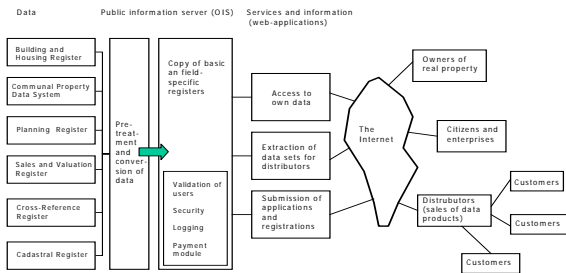 Data
Public information server (OIS)
Services and information
(web-applications)
Building and
Housing Register
Communal Property
Data System
Planning Register
Sales and Valuation
Register
Cross-Reference
Register
Cadastral Register
Pre-
treat-
ment
and
conver-
sion of
data
Copy of basic
an field-
specific
registers
Validation of
users
Security
Logging
Payment
module
Access to
own data
Extraction of
data sets for
distributors
Submission of
applications
and
registrations
The
Internet
Owners of
real property
Citizens and
enterprises
Distrubutors
(sales of data
products)
Customers
Customers
Customers